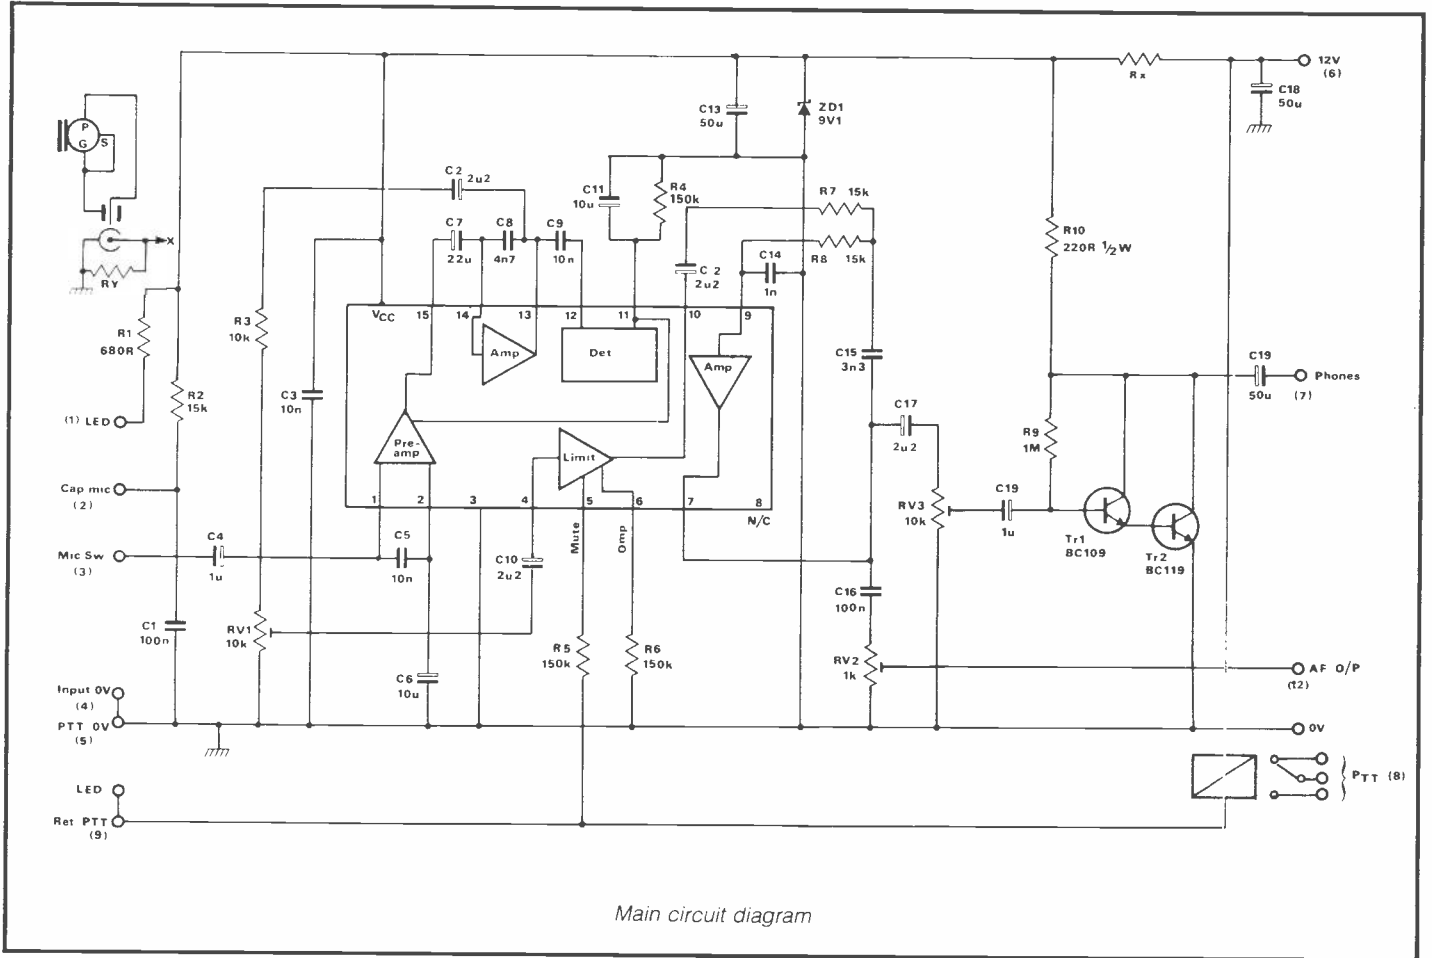 12V
(6)
Rx
C18
50u
C13
50u
ZD1
9V1
P
G
S
C2
2u2
C11
10u
R4
150k
R7 15k
C7
22u
C8
4n7
C9
10n
R8 15k
C14
1n
C 2
2u2
R10
220R ½W
X
RY
R1
680R
R3
10k
VCC
15
14
13
12
11
10
9
Amp
Det
Amp
C15
3n3
C19
50u
Phones
(7)
R2
15k
C3
10n
(1) LED
Pre-
amp
Limit
C17
2u2
R9
1M
Cap mic
(2)
1
2
3
4
5
6
7
8
N/C
RV3
10k
C19
1u
Tr1
BC109
Tr2
BC119
Mic Sw
(3)
C4
1u
C5
10n
C10
2u2
Mute
Omp
C16
100n
C1
100n
RV1
10k
R5
150k
R6
150k
RV2
1k
AF O/P
(12)
C6
10u
Input 0V
(4)
PTT 0V
(5)
0V
LED
Ret PTT
(9)
PTT (8)
Main circuit diagram